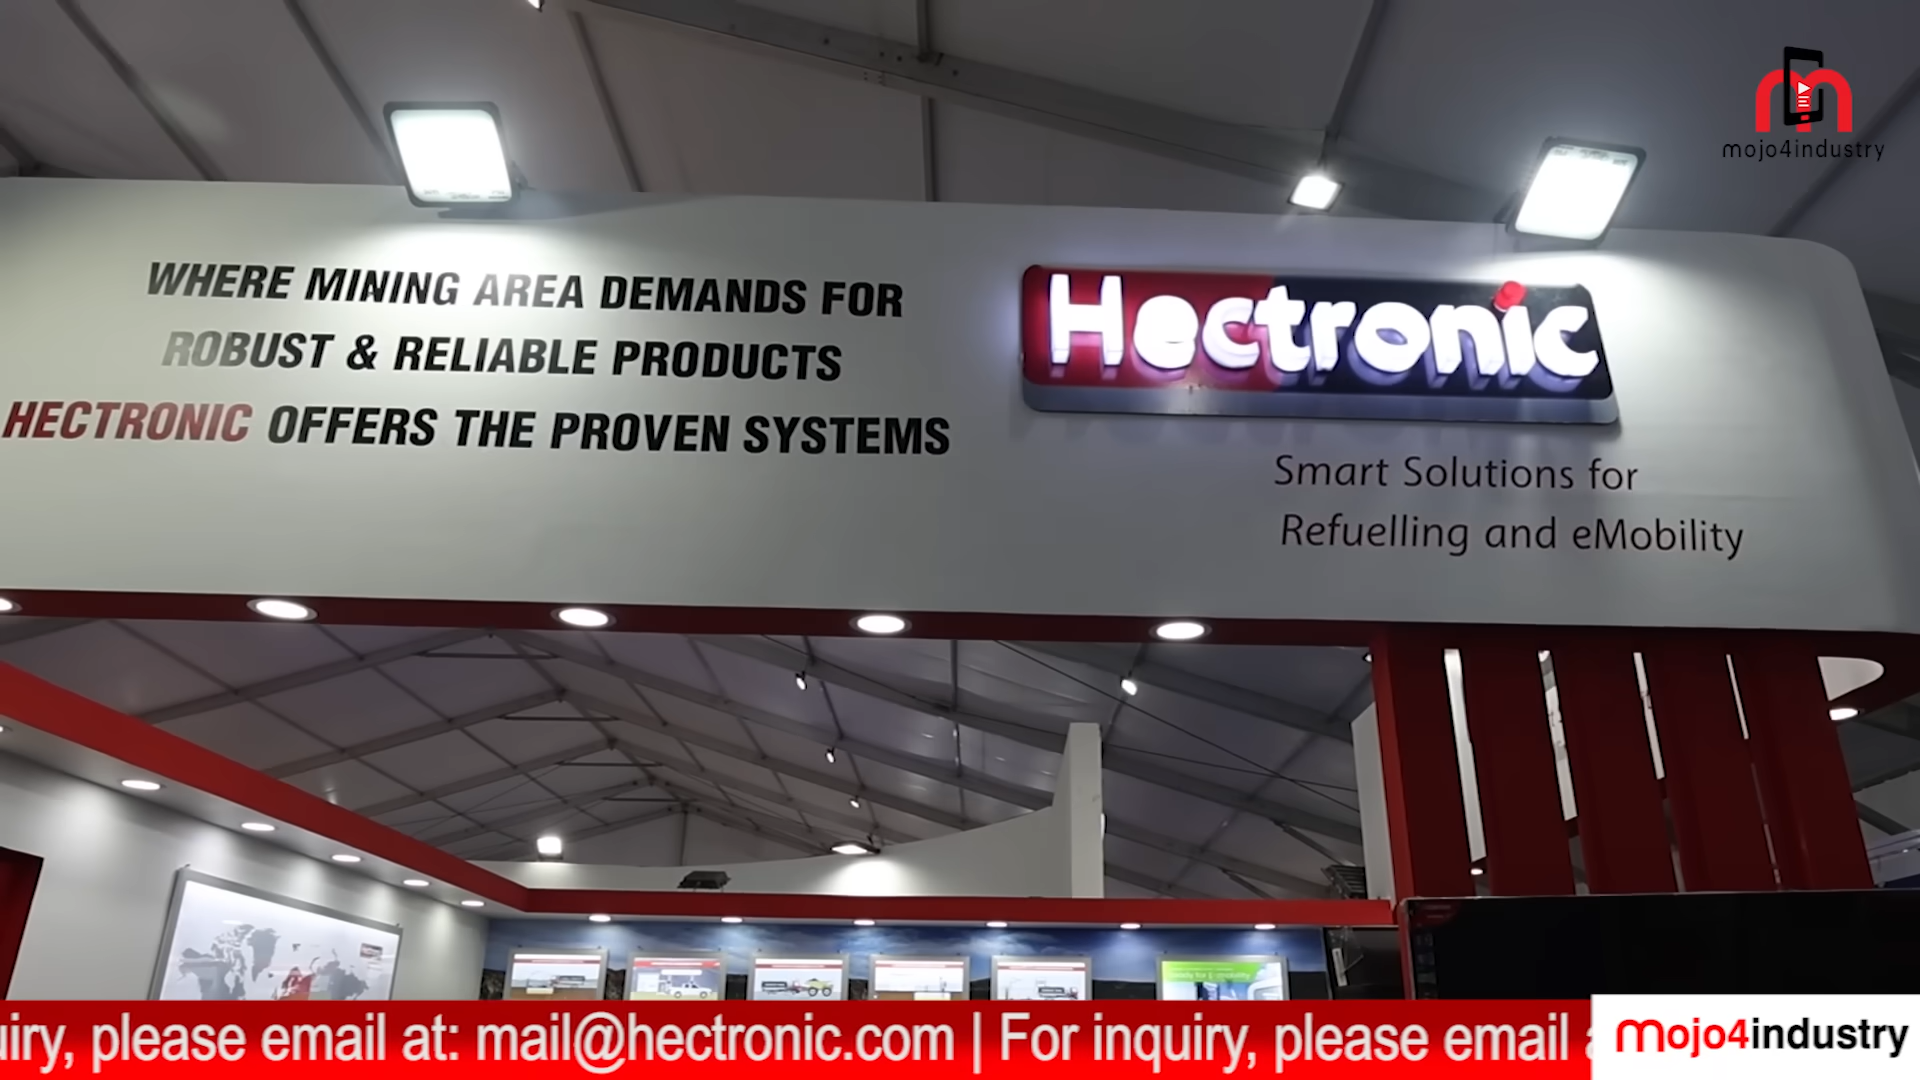 mojo4industry
WHERE MINING AREA DEMANDS FOR
ROBUST & RELIABLE PRODUCTS
HECTRONIC OFFERS THE PROVEN SYSTEMS
Hectronic
Smart Solutions for
Refuelling and eMobility
please email at: mail@hectronic.com | For inquiry, please email
mojo4industry